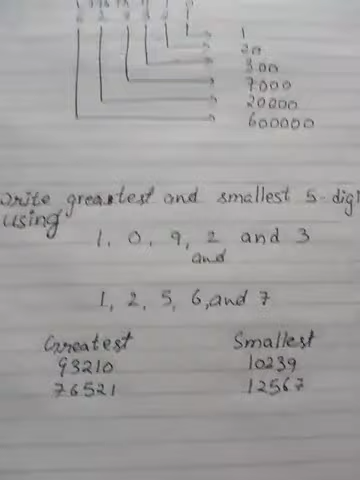 1
20
300
7000
20000
600000
write greatest and smallest 5-digi
using
1, 0, 9, 2 and 3
and
1, 2, 5, 6, and 7
Greatest Smallest
93210 10239
76521 12567